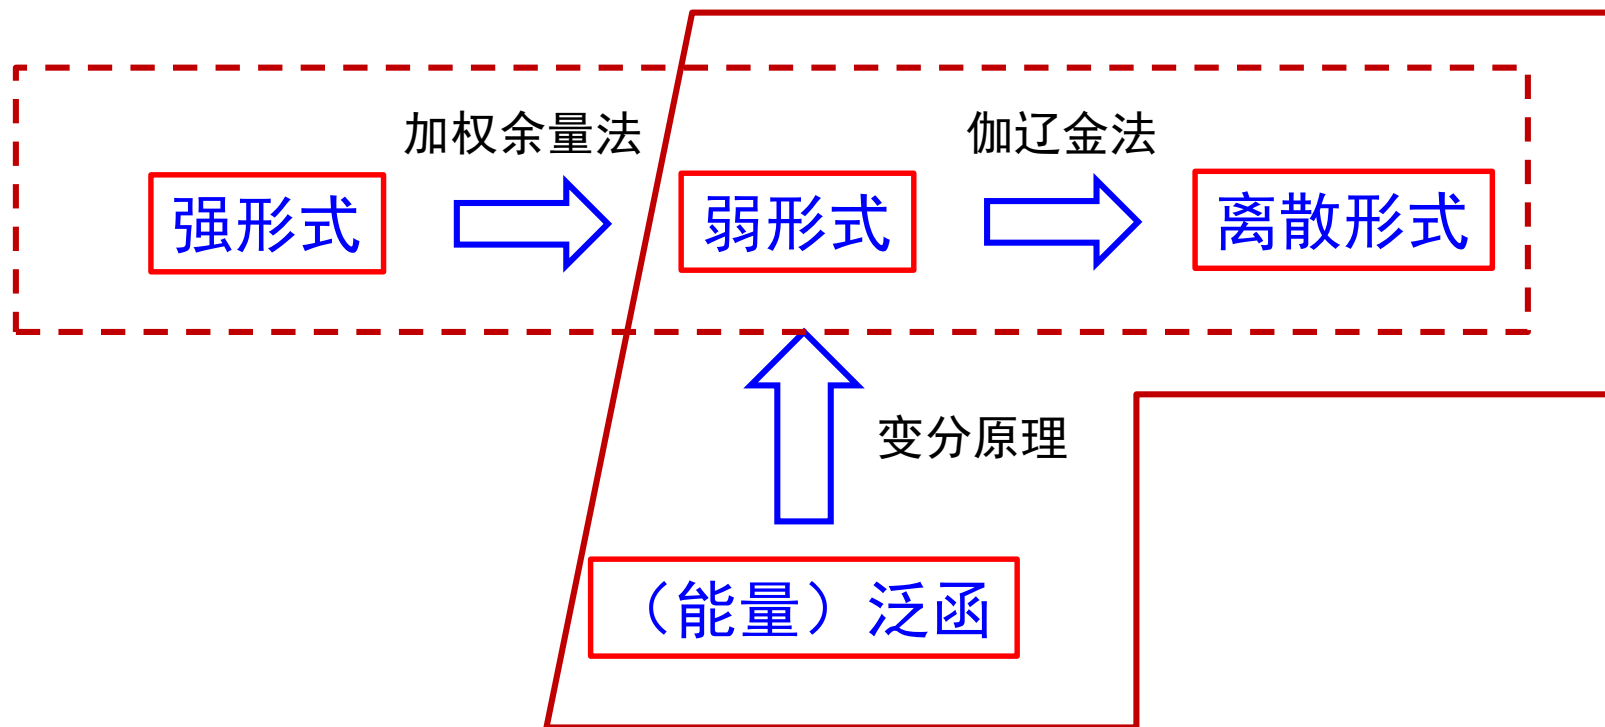 加权余量法
伽辽金法
强形式
弱形式
离散形式
变分原理
（能量）泛函